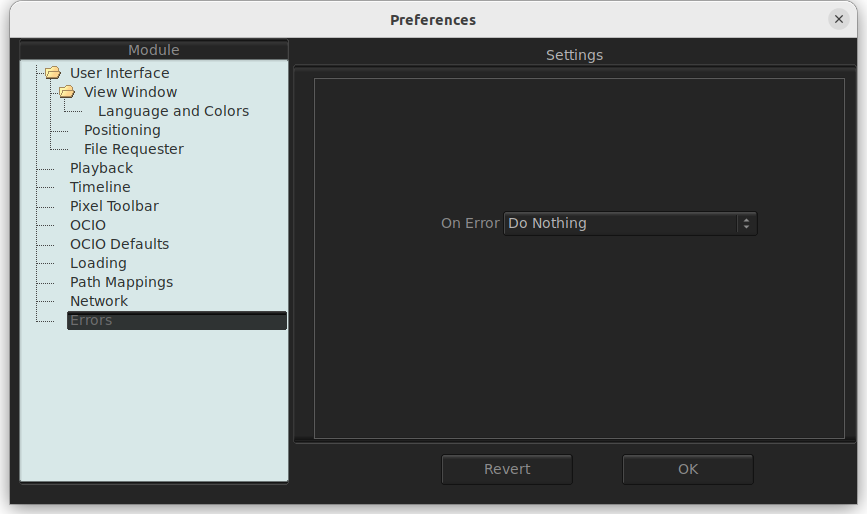 Preferences
Module
User Interface
View Window
Language and Colors
Positioning
File Requester
Playback
Timeline
Pixel Toolbar
OCIO
OCIO Defaults
Loading
Path Mappings
Network
Errors
Settings
On Error Do Nothing
Revert OK